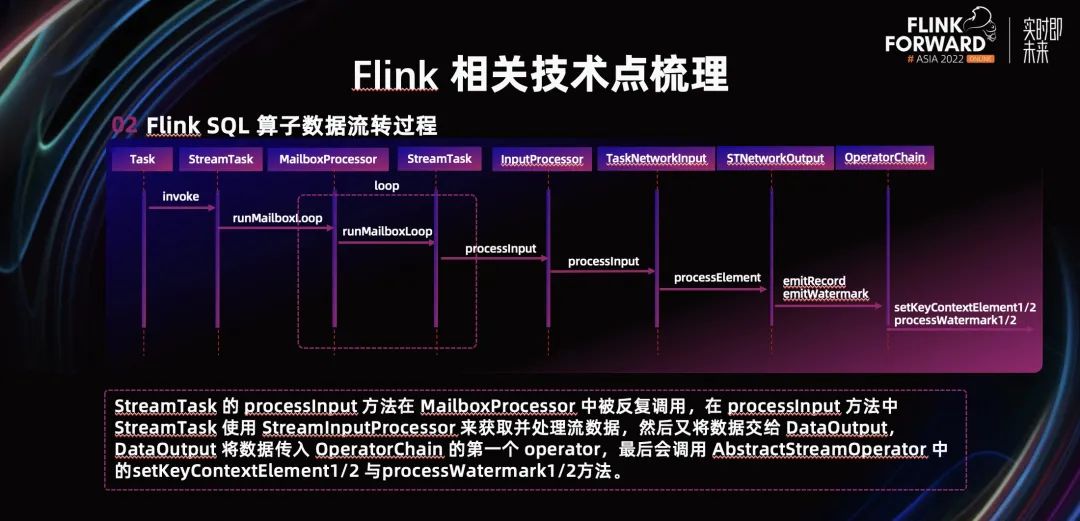 FLINK
FORWARD
# ASIA 2022 ONLINE
实时即
未来
Flink 相关技术点梳理
02 Flink SQL 算子数据流转过程
Task StreamTask MailboxProcessor StreamTask InputProcessor TaskNetworkInput STNetworkOutput OperatorChain
loop
invoke
runMailboxLoop
runMailboxLoop
processInput
processInput
processElement
emitRecord
emitWatermark
setKeyContextElement1/2
processWatermark1/2
StreamTask 的 processInput 方法在 MailboxProcessor 中被反复调用，在 processInput 方法中
StreamTask 使用 StreamInputProcessor 来获取并处理流数据，然后又将数据交给 DataOutput，
DataOutput 将数据传入 OperatorChain 的第一个 operator，最后会调用 AbstractStreamOperator 中
的setKeyContextElement1/2 与processWatermark1/2方法。